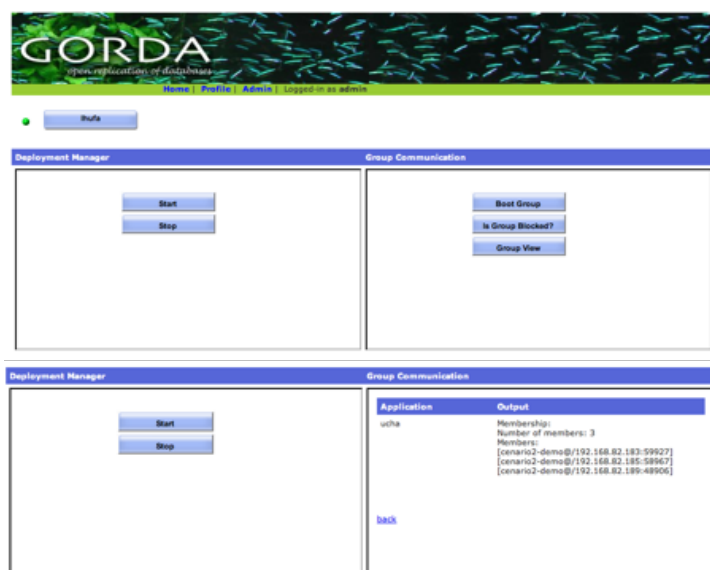 GORDA
open replication of databases
Home | Profile | Admin | Logged-in as admin
lhufa
Deployment Manager
Group Communication
Start
Stop
Boot Group
Is Group Blocked?
Group View
Deployment Manager
Group Communication
Start
Stop
Application Output
ucha Membership:
Number of members: 3
Members:
[cenario2-demo@/192.168.82.183:59927]
[cenario2-demo@/192.168.82.185:58967]
[cenario2-demo@/192.168.82.189:48906]
back